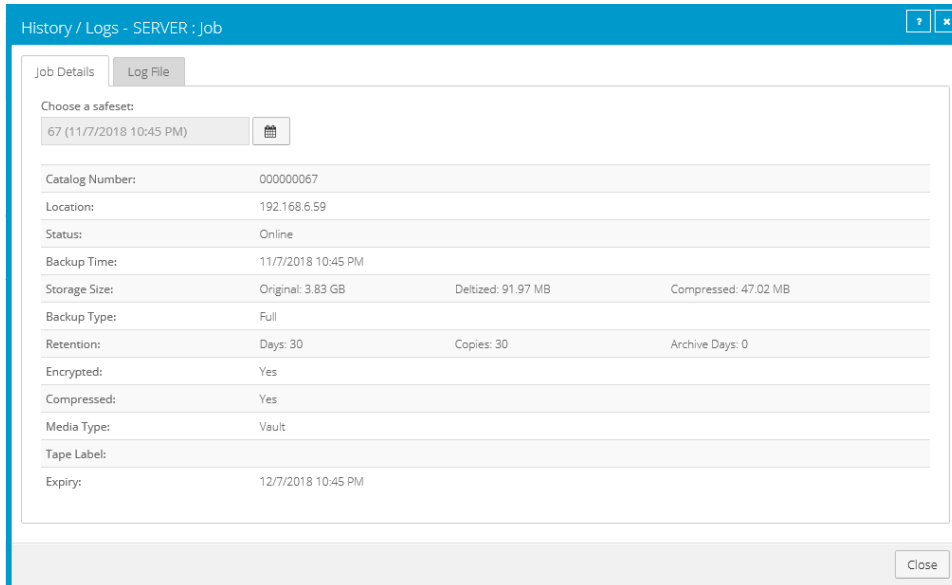 History / Logs - SERVER : Job
? x
Job Details Log File
Choose a safeset:
67 (11/7/2018 10:45 PM)
Catalog Number: 000000067
Location: 192.168.6.59
Status: Online
Backup Time: 11/7/2018 10:45 PM
Storage Size: Original: 3.83 GB Deltized: 91.97 MB Compressed: 47.02 MB
Backup Type: Full
Retention: Days: 30 Copies: 30 Archive Days: 0
Encrypted: Yes
Compressed: Yes
Media Type: Vault
Tape Label:
Expiry: 12/7/2018 10:45 PM
Close